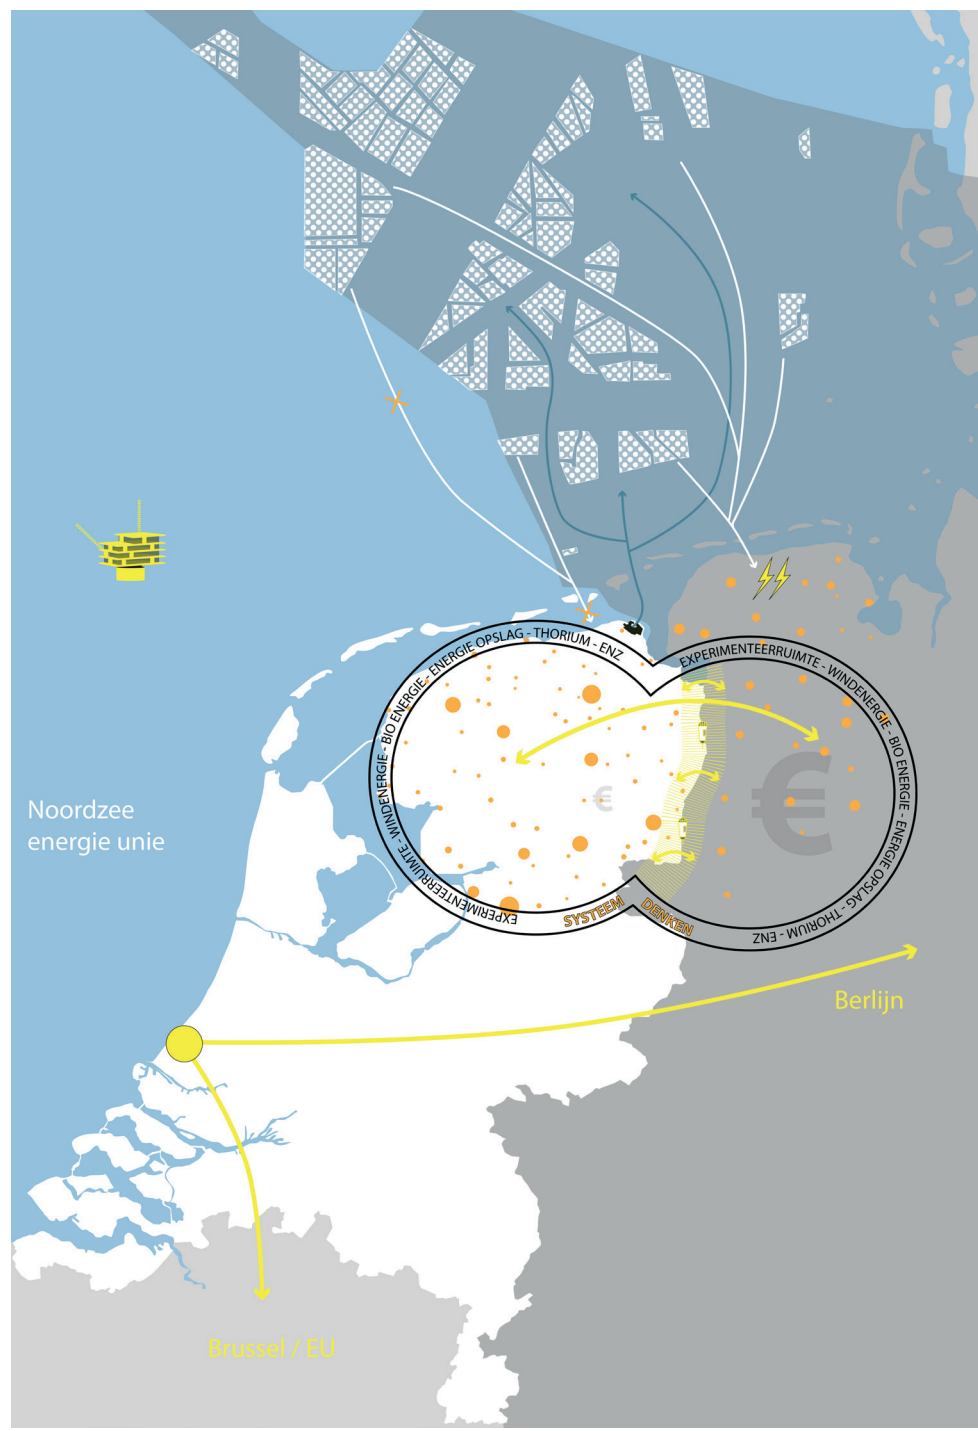 EXPERIMENTEERRUIMTE - WINDENERGIE - BIO ENERGIE - ENERGIE OPSLAG - THORIUM - ENZ
EXPERIMENTEERRUIMTE - WINDENERGIE - BIO ENERGIE - ENERGIE OPSLAG - THORIUM - ENZ
€
€
Noordzee
energie unie
SYSTEEM
DENKEN
Berlijn
Brussel / EU